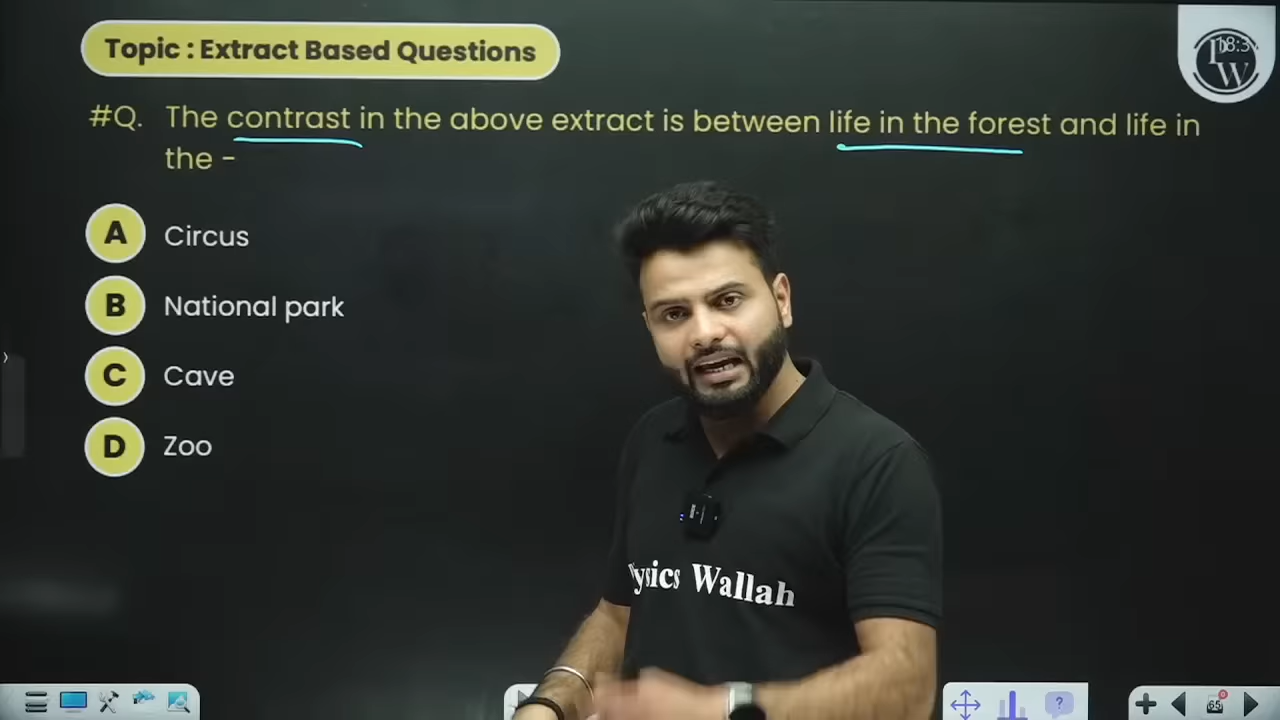 Topic : Extract Based Questions
#Q. The contrast in the above extract is between life in the forest and life in
the -
A Circus
B National park
C Cave
D Zoo
ysics Wallah